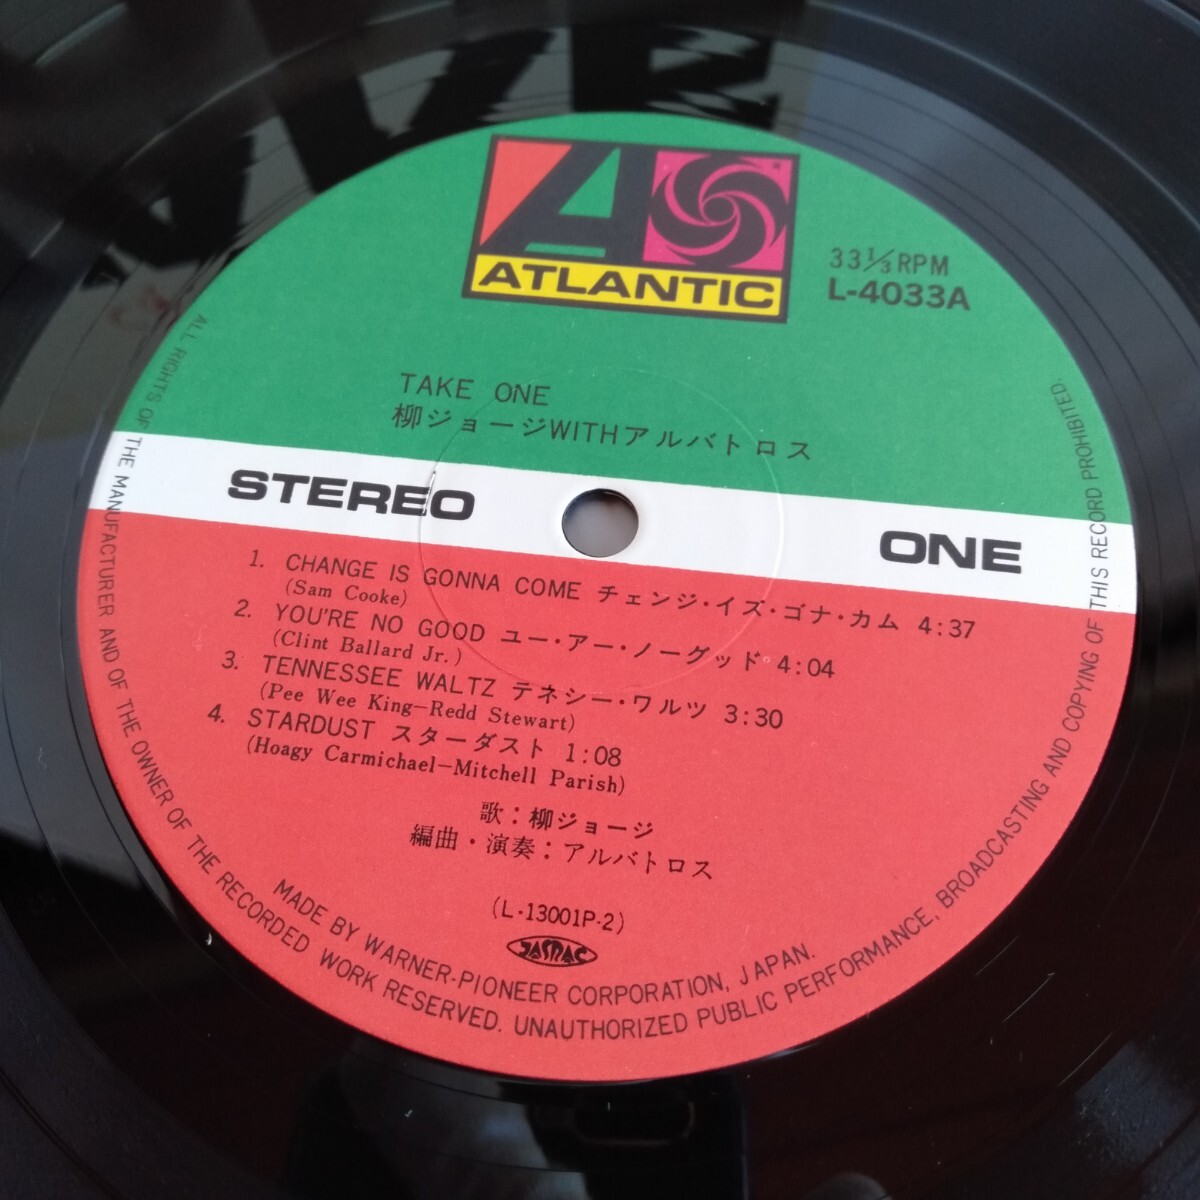 ATLANTIC
33⅓RPM
L-4033A
TAKE ONE
柳ジョージWITHアルバトロス
STEREO
ONE
1. CHANGE IS GONNA COME チェンジ・イズ・ゴナ・カム 4:37
(Sam Cooke)
2. YOU'RE NO GOOD ユー・アー・ノーグッド 4:04
(Clint Ballard Jr.)
3. TENNESSEE WALTZ テネシー・ワルツ 3:30
(Pee Wee King–Redd Stewart)
4. STARDUST スターダスト 1:08
(Hoagy Carmichael–Mitchell Parish)
歌：柳ジョージ
編曲・演奏：アルバトロス
(L-13001P-2)
JASRAC
MADE BY WARNER-PIONEER CORPORATION, JAPAN.
ALL RIGHTS OF THE MANUFACTURER AND OF THE OWNER OF THE RECORDED WORK RESERVED. UNAUTHORIZED PUBLIC PERFORMANCE, BROADCASTING AND COPYING OF THIS RECORD PROHIBITED.